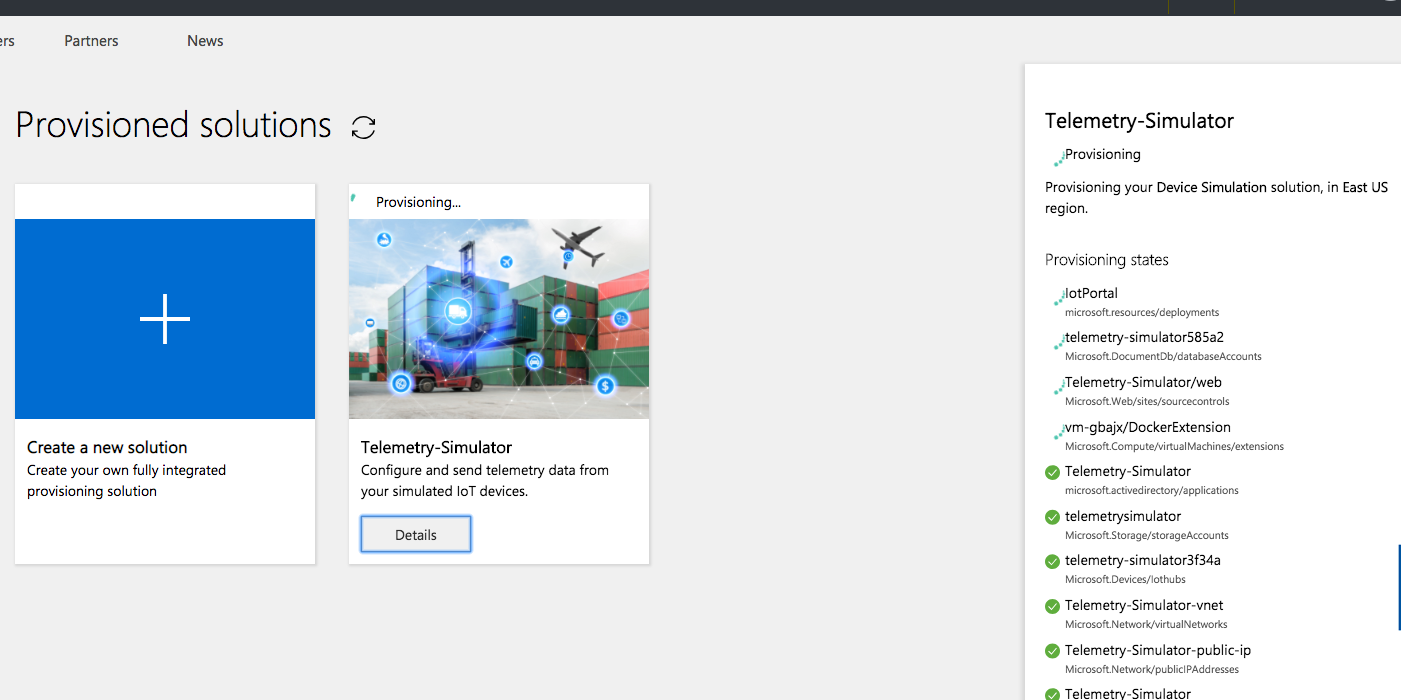 Partners
News
Provisioned solutions
Provisioning...
Create a new solution
Create your own fully integrated
provisioning solution
Telemetry-Simulator
Configure and send telemetry data from
your simulated IoT devices.
Details
Telemetry-Simulator
Provisioning
Provisioning your Device Simulation solution, in East US
region.
Provisioning states
IotPortal
microsoft.resources/deployments
telemetry-simulator585a2
Microsoft.DocumentDb/databaseAccounts
Telemetry-Simulator/web
Microsoft.Web/sites/sourcecontrols
vm-gbajx/DockerExtension
Microsoft.Compute/virtualMachines/extensions
Telemetry-Simulator
microsoft.activedirectory/applications
telemetrysimulator
Microsoft.Storage/storageAccounts
telemetry-simulator3f34a
Microsoft.Devices/Iothubs
Telemetry-Simulator-vnet
Microsoft.Network/virtualNetworks
Telemetry-Simulator-public-ip
Microsoft.Network/publicIPAddresses
Telemetry-Simulator